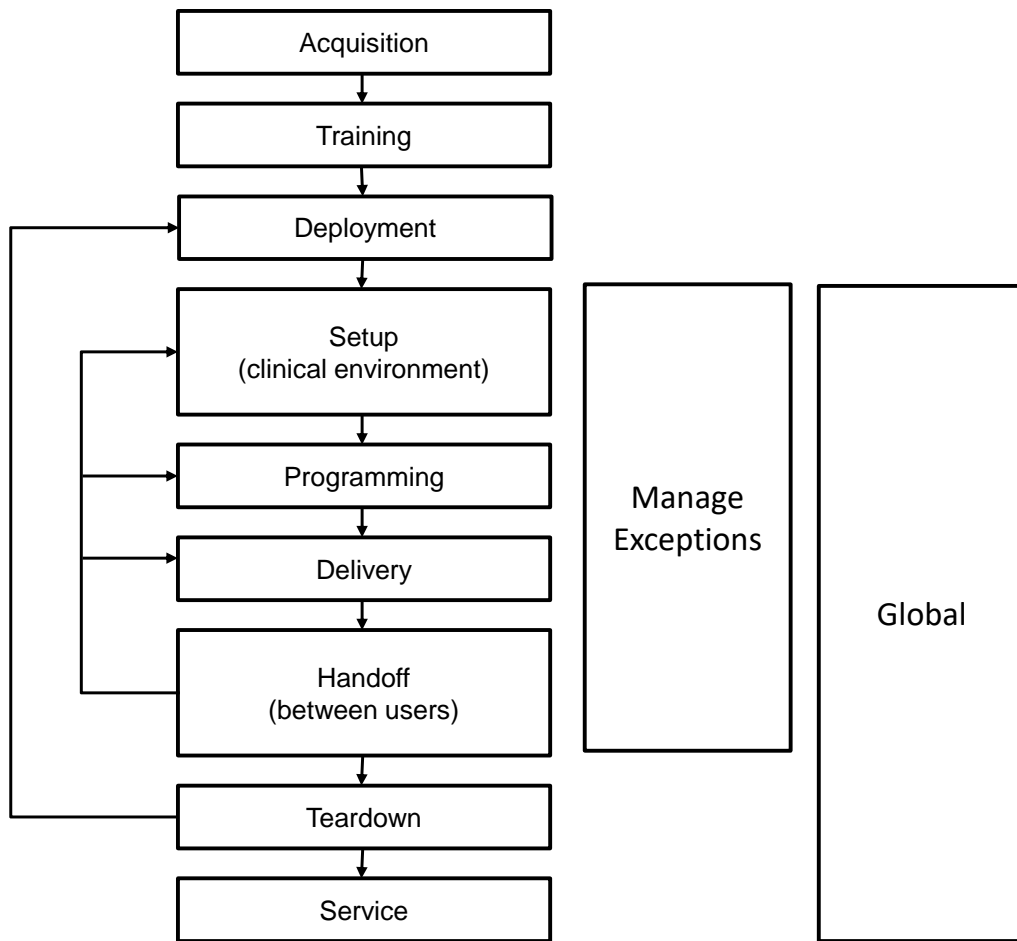 Acquisition
Training
Deployment
Setup
(clinical environment)
Programming
Delivery
Handoff
(between users)
Teardown
Service
Manage
Exceptions
Global